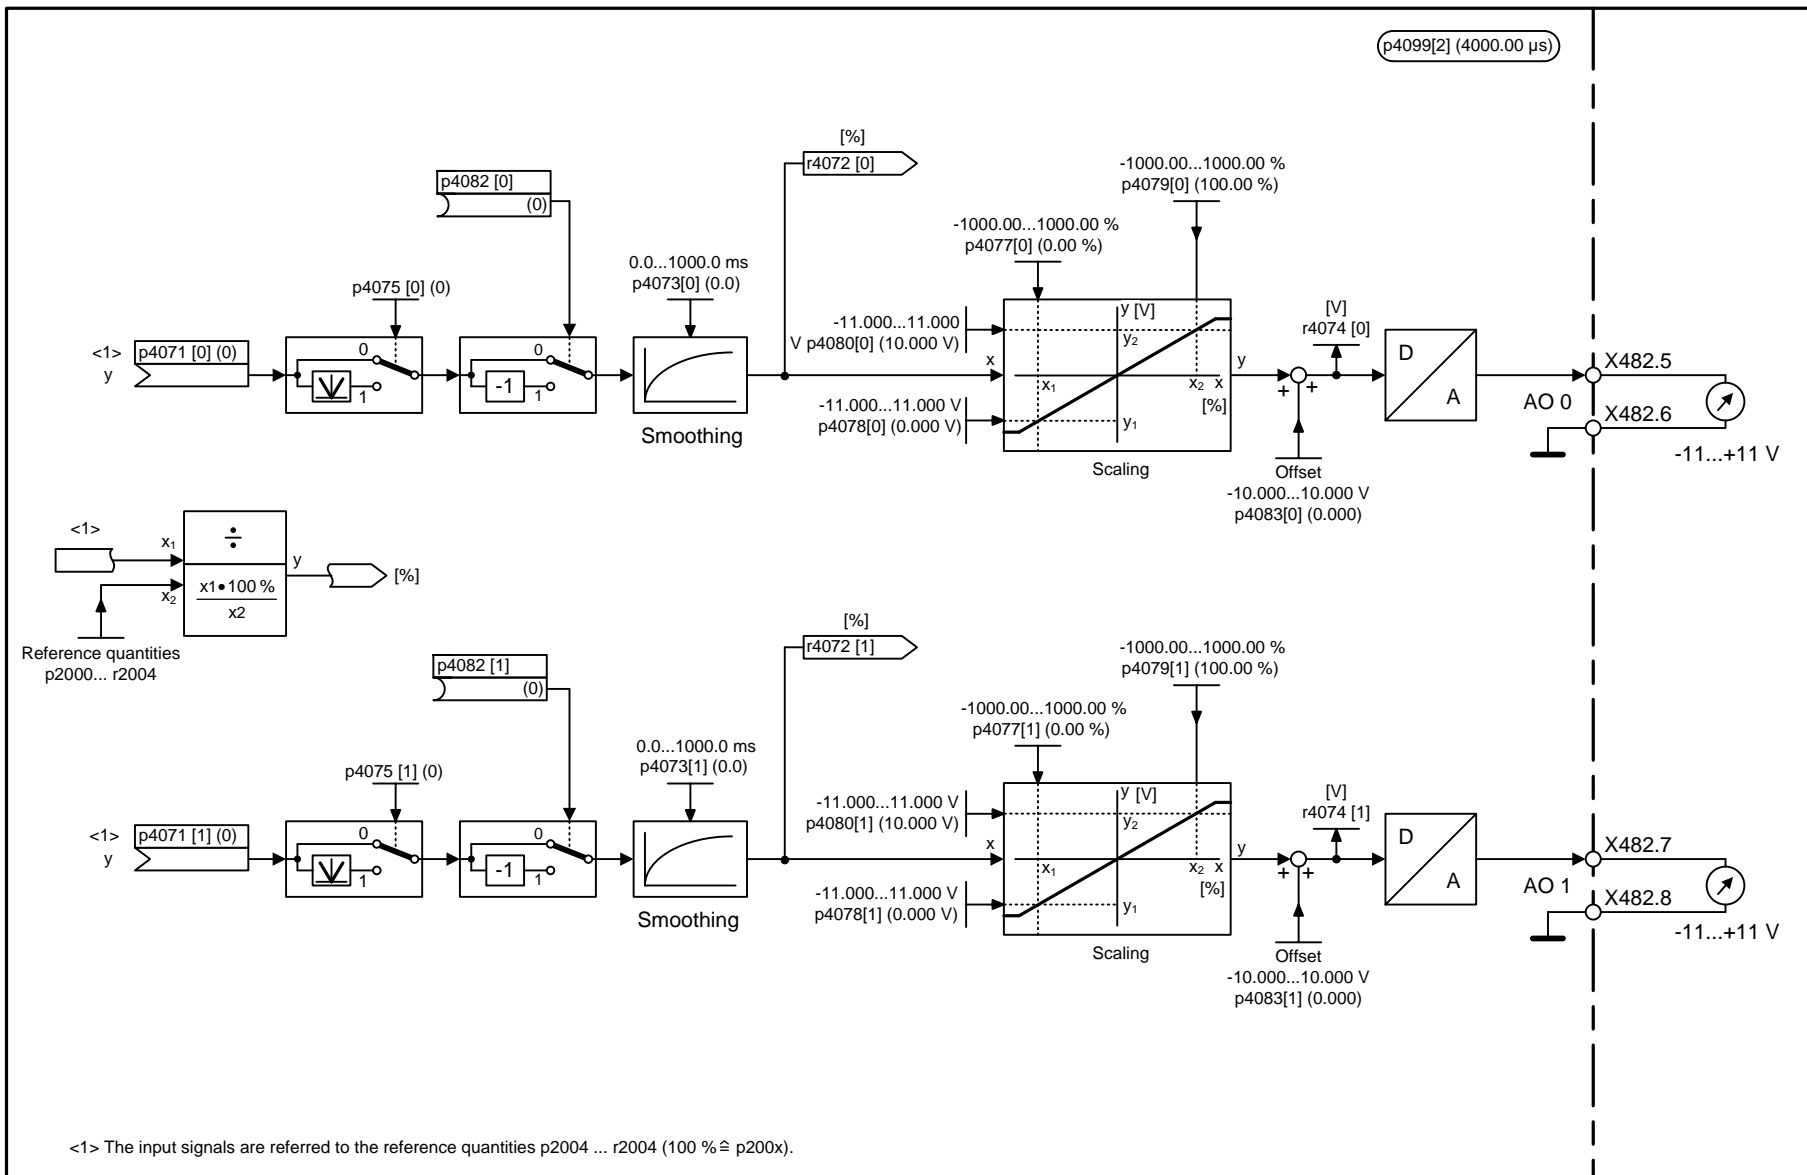 p4099[2] (4000.00 µs)
[%]
r4072 [0]
-1000.00...1000.00 %
p4079[0] (100.00 %)
p4082 [0]
(0)
-1000.00...1000.00 %
p4077[0] (0.00 %)
0.0...1000.0 ms
p4073[0] (0.0)
p4075 [0] (0)
-11.000...11.000
V p4080[0] (10.000 V)
y [V]
y2
[V]
r4074 [0]
<1>
y
p4071 [0] (0)
0
1
0
-1
1
x
x1
x2 x
[%]
y
+
+
D
A
AO 0
X482.5
X482.6
-11...+11 V
-11.000...11.000 V
p4078[0] (0.000 V)
y1
Smoothing
Scaling
Offset
-10.000...10.000 V
p4083[0] (0.000)
<1>
x1
÷
y
[%]
x2
x1•100 %
x2
Reference quantities
p2000... r2004
[%]
r4072 [1]
-1000.00...1000.00 %
p4079[1] (100.00 %)
p4082 [1]
(0)
-1000.00...1000.00 %
p4077[1] (0.00 %)
0.0...1000.0 ms
p4073[1] (0.0)
p4075 [1] (0)
-11.000...11.000 V
p4080[1] (10.000 V)
y [V]
y2
[V]
r4074 [1]
<1>
y
p4071 [1] (0)
0
1
0
-1
1
x
x1
x2 x
[%]
y
+
+
D
A
AO 1
X482.7
X482.8
-11...+11 V
-11.000...11.000 V
p4078[1] (0.000 V)
y1
Smoothing
Scaling
Offset
-10.000...10.000 V
p4083[1] (0.000)
<1> The input signals are referred to the reference quantities p2004 ... r2004 (100 % ≙ p200x).